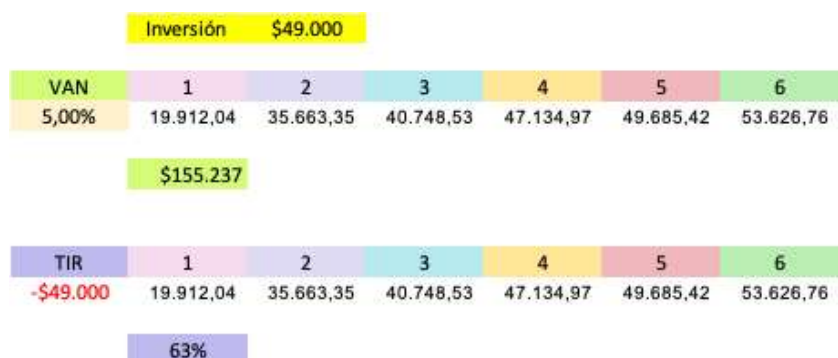 Inversión $49.000
VAN 1 2 3 4 5 6
5,00% 19.912,04 35.663,35 40.748,53 47.134,97 49.685,42 53.626,76
$155.237
TIR 1 2 3 4 5 6
-$49.000 19.912,04 35.663,35 40.748,53 47.134,97 49.685,42 53.626,76
63%